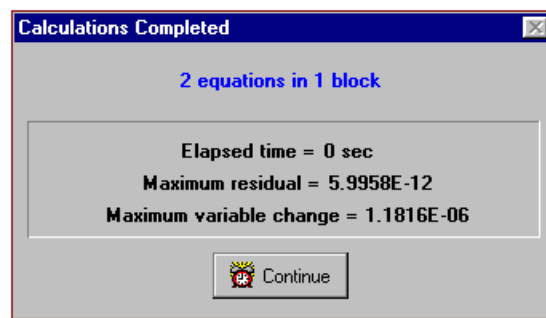 Calculations Completed
2 equations in 1 block
Elapsed time = 0 sec
Maximum residual = 5.9958E-12
Maximum variable change = 1.1816E-06
Continue